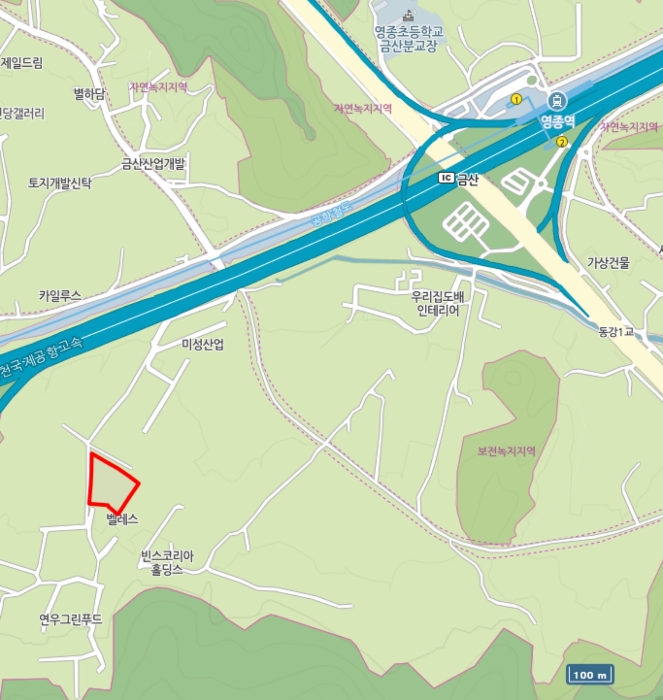 영종초등학교
금산분교장
제일드림
별하담
자연녹지지역
1
영종역
자연녹지지역
당갤러리
자연녹지지역
2
금산산업개발
토지개발신탁
IC 금산
공항철도
가상건물
카일루스
우리집도배
인테리어
동강1교
미성산업
천국제공항고속
보전녹지지역
벨레스
빈스코리아
홀딩스
연우그린푸드
100 m